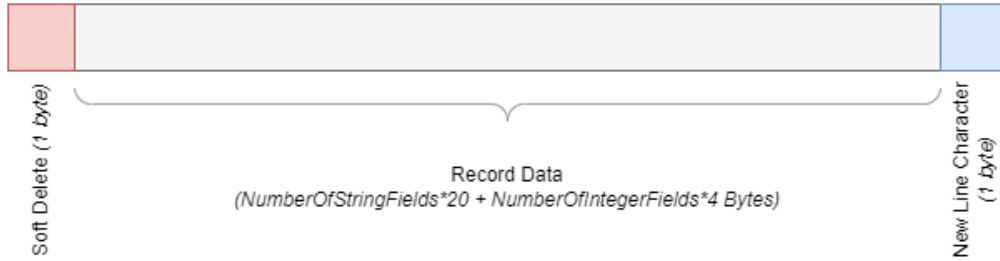 Soft Delete (1 byte)
Record Data
(NumberOfStringFields*20 + NumberOfIntegerFields*4 Bytes)
New Line Character
(1 byte)